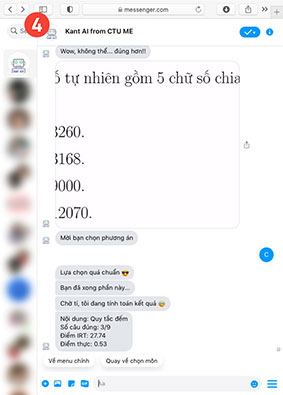 messenger.com
4
Kant AI from CTU ME
Wow, không thể... đúng hơn!!
ố tự nhiên gồm 5 chữ số chia
3260.
3168.
9000.
12070.
Mời bạn chọn phương án
C
Lựa chọn quá chuẩn 😎
Bạn đã xong phần này...
Chờ tí, tôi đang tính toán kết quả 🤓
Nội dung: Quy tắc đếm
Số câu đúng: 3/9
Điểm IRT: 27.74
Điểm thực: 0.53
Về menu chính
Quay về chọn môn
Aa